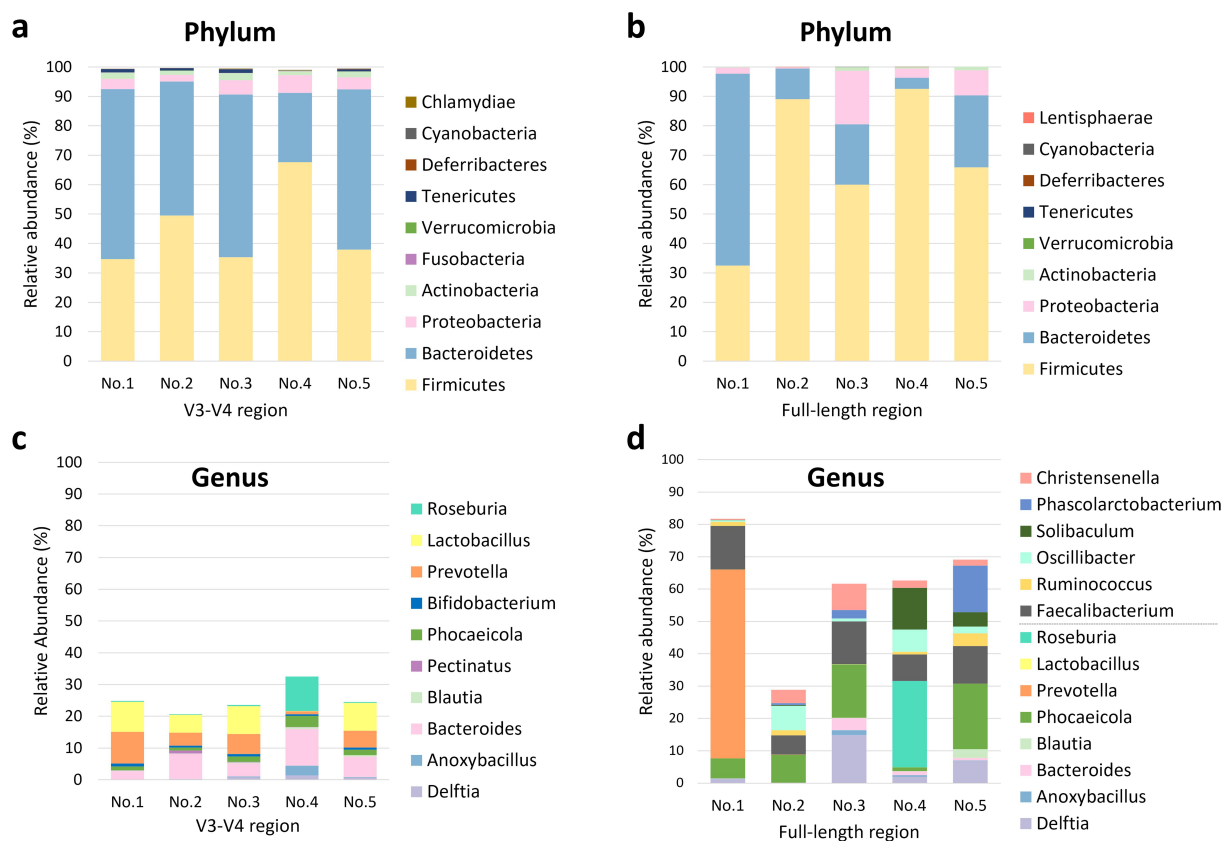 a
Phylum
100
90
80
70
60
50
40
30
20
10
0
Relative abundance (%)
No.1 No.2 No.3 No.4 No.5
V3-V4 region
Chlamydiae
Cyanobacteria
Deferribacteres
Tenericutes
Verrucomicrobia
Fusobacteria
Actinobacteria
Proteobacteria
Bacteroidetes
Firmicutes
b
Phylum
100
90
80
70
60
50
40
30
20
10
0
Relative abundance (%)
No.1 No.2 No.3 No.4 No.5
Full-length region
Lentisphaerae
Cyanobacteria
Deferribacteres
Tenericutes
Verrucomicrobia
Actinobacteria
Proteobacteria
Bacteroidetes
Firmicutes
c
Genus
100
90
80
70
60
50
40
30
20
10
0
Relative Abundance (%)
No.1 No.2 No.3 No.4 No.5
V3-V4 region
Roseburia
Lactobacillus
Prevotella
Bifidobacterium
Phocaeicola
Pectinatus
Blautia
Bacteroides
Anoxybacillus
Delftia
d
Genus
100
90
80
70
60
50
40
30
20
10
0
Relative abundance (%)
No.1 No.2 No.3 No.4 No.5
Full-length region
Christensenella
Phascolarctobacterium
Solibaculum
Oscillibacter
Ruminococcus
Faecalibacterium
Roseburia
Lactobacillus
Prevotella
Phocaeicola
Blautia
Bacteroides
Anoxybacillus
Delftia